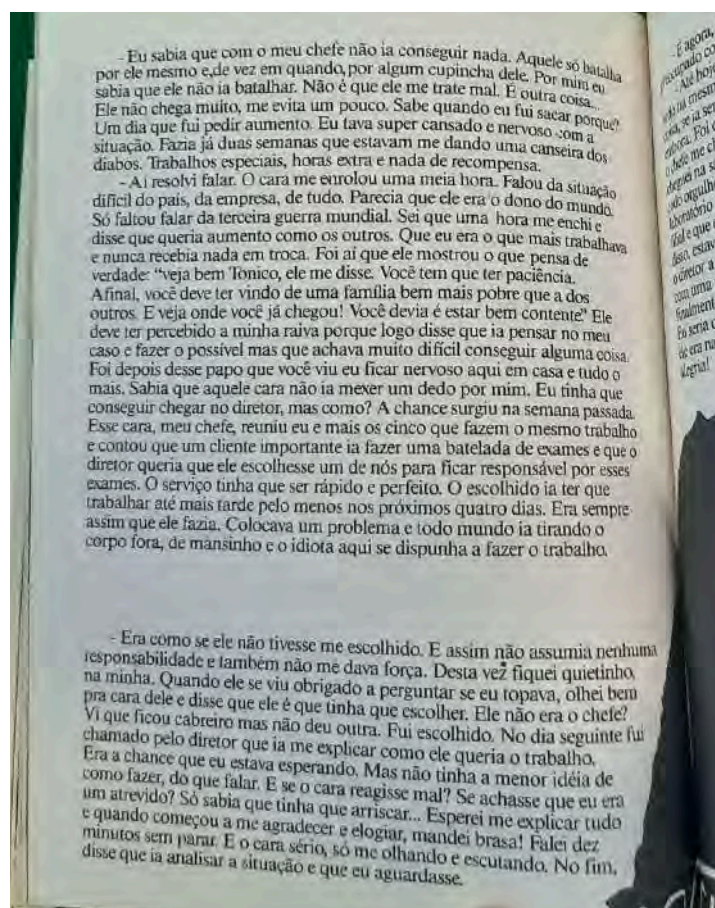 - Eu sabia que com o meu chefe não ia conseguir nada. Aquele só batalha
por ele mesmo e,de vez em quando,por algum cupincha dele. Por mim eu
sabia que ele não ia batalhar. Não é que ele me trate mal. É outra coisa...
Ele não chega muito, me evita um pouco. Sabe quando eu fui sacar porque?
Um dia que fui pedir aumento. Eu tava super cansado e nervoso com a
situação. Fazia já duas semanas que estavam me dando uma canseira dos
diabos. Trabalhos especiais, horas extra e nada de recompensa.
- Aí resolvi falar. O cara me enrolou uma meia hora. Falou da situação
difícil do país, da empresa, de tudo. Parecia que ele era o dono do mundo.
Só faltou falar da terceira guerra mundial. Sei que uma hora me enchi e
disse que queria aumento como os outros. Que eu era o que mais trabalhava
e nunca recebia nada em troca. Foi aí que ele mostrou o que pensa de
verdade: “veja bem Tonico, ele me disse. Você tem que ter paciência.
Afinal, você deve ter vindo de uma família bem mais pobre que a dos
outros. E veja onde você já chegou! Você devia é estar bem contente”. Ele
deve ter percebido a minha raiva porque logo disse que ia pensar no meu
caso e fazer o possível mas que achava muito difícil conseguir alguma coisa.
Foi depois desse papo que você viu eu ficar nervoso aqui em casa e tudo o
mais. Sabia que aquele cara não ia mexer um dedo por mim. Eu tinha que
conseguir chegar no diretor, mas como? A chance surgiu na semana passada.
Esse cara, meu chefe, reuniu eu e mais os cinco que fazem o mesmo trabalho
e contou que um cliente importante ia fazer uma batelada de exames e que o
diretor queria que ele escolhesse um de nós para ficar responsável por esses
exames. O serviço tinha que ser rápido e perfeito. O escolhido ia ter que
trabalhar até mais tarde pelo menos nos próximos quatro dias. Era sempre
assim que ele fazia. Colocava um problema e todo mundo ia tirando o
corpo fora, de mansinho e o idiota aqui se dispunha a fazer o trabalho.
- Era como se ele não tivesse me escolhido. E assim não assumia nenhuma
responsabilidade e também não me dava força. Desta vez fiquei quietinho,
na minha. Quando ele se viu obrigado a perguntar se eu topava, olhei bem
pra cara dele e disse que ele é que tinha que escolher. Ele não era o chefe?
Vi que ficou cabreiro mas não deu outra. Fui escolhido. No dia seguinte fui
chamado pelo diretor que ia me explicar como ele queria o trabalho.
Era a chance que eu estava esperando. Mas não tinha a menor idéia de
como fazer, do que falar. E se o cara reagisse mal? Se achasse que eu era
um atrevido? Só sabia que tinha que arriscar... Esperei me explicar tudo
e quando começou a me agradecer e elogiar, mandei brasa! Falei dez
minutos sem parar. E o cara sério, só me olhando e escutando. No fim,
disse que ia analisar a situação e que eu aguardasse.